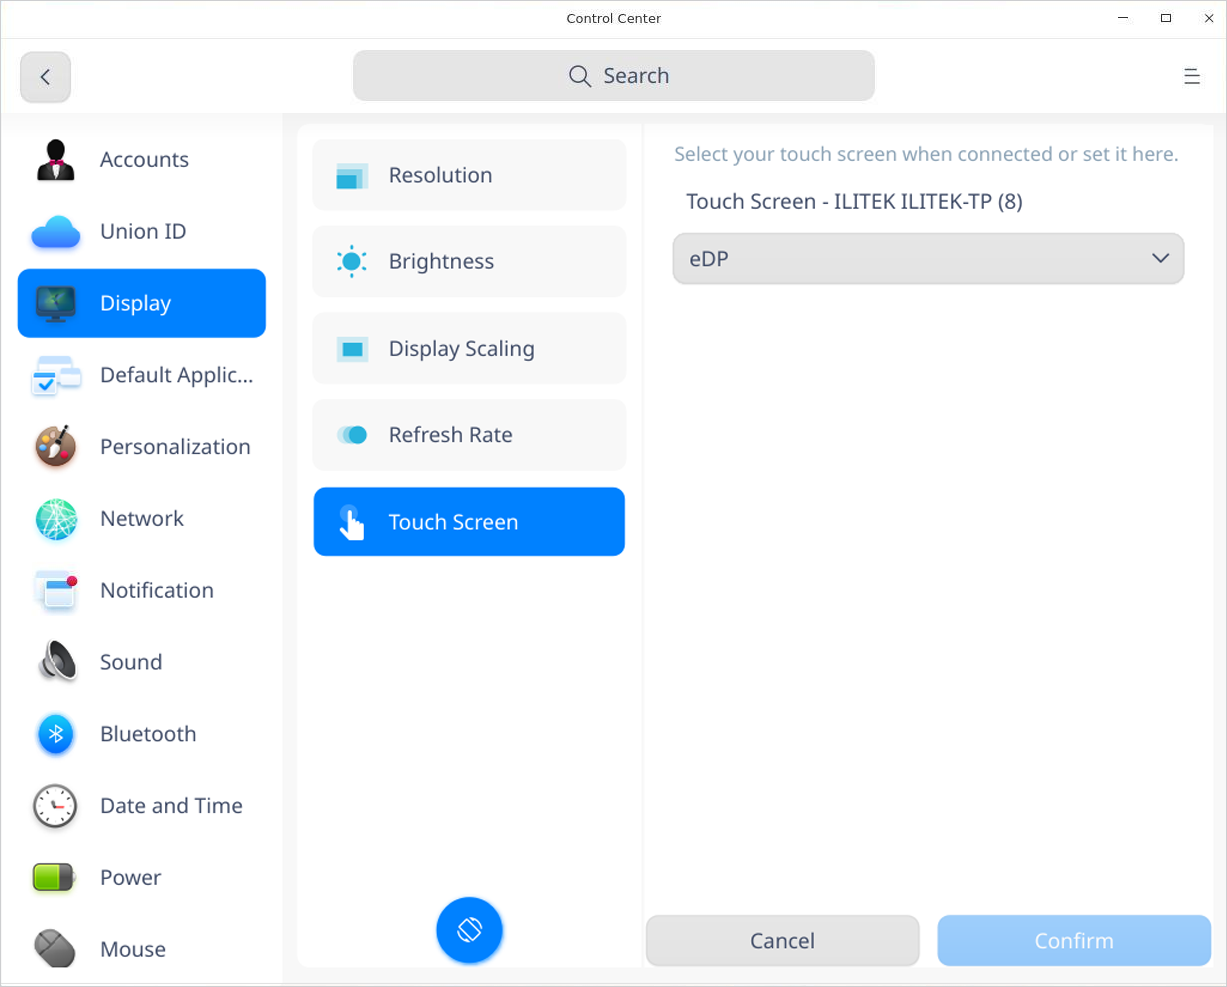 Control Center
Search
Accounts
Union ID
Display
Default Applic...
Personalization
Network
Notification
Sound
Bluetooth
Date and Time
Power
Mouse
Resolution
Brightness
Display Scaling
Refresh Rate
Touch Screen
Select your touch screen when connected or set it here.
Touch Screen - ILITEK ILITEK-TP (8)
eDP
Cancel
Confirm